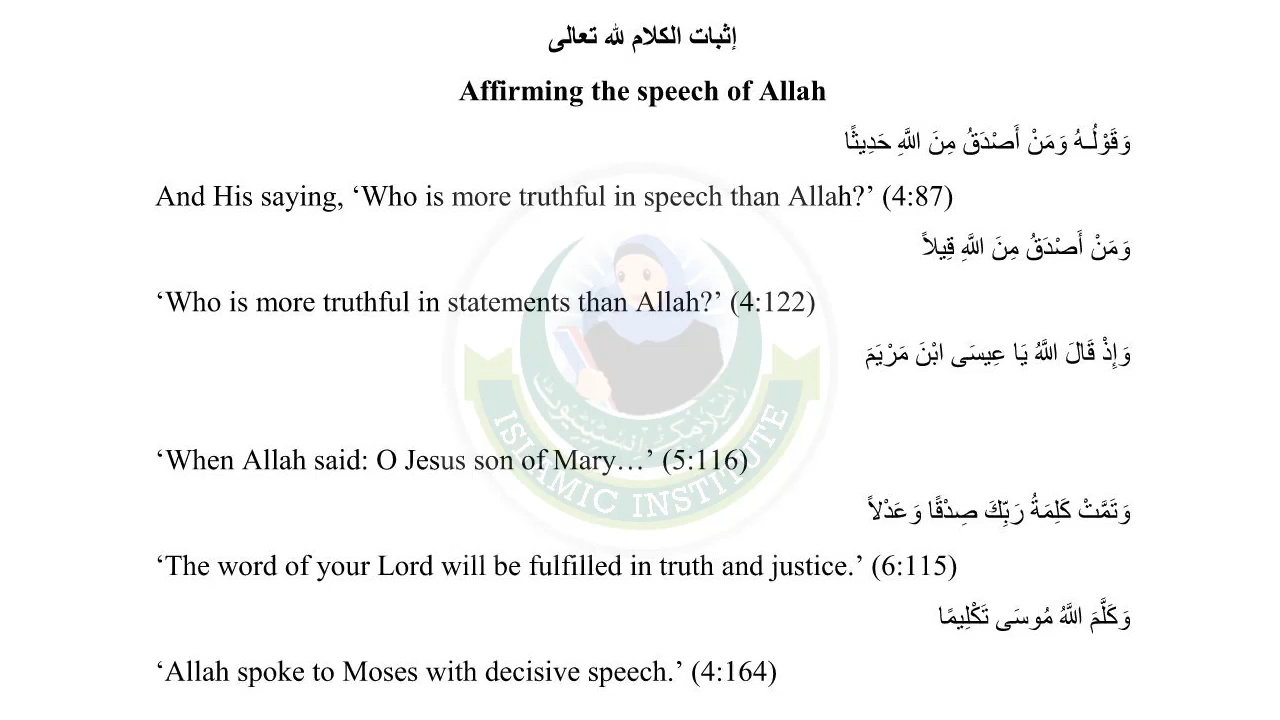 إثبات الكلام لله تعالى
Affirming the speech of Allah
وَقَوْلُـهُ وَمَنْ أَصْدَقُ مِنَ اللَّهِ حَدِيثًا
And His saying, ‘Who is more truthful in speech than Allah?’ (4:87)
وَمَنْ أَصْدَقُ مِنَ اللَّهِ قِيلاً
‘Who is more truthful in statements than Allah?’ (4:122)
وَإِذْ قَالَ اللَّهُ يَا عِيسَى ابْنَ مَرْيَمَ
‘When Allah said: O Jesus son of Mary…’ (5:116)
وَتَمَّتْ كَلِمَةُ رَبِّكَ صِدْقًا وَعَدْلاً
‘The word of your Lord will be fulfilled in truth and justice.’ (6:115)
وَكَلَّمَ اللَّهُ مُوسَى تَكْلِيمًا
‘Allah spoke to Moses with decisive speech.’ (4:164)
اسلامک انسٹیٹیوٹ
ISLAMIC INSTITUTE